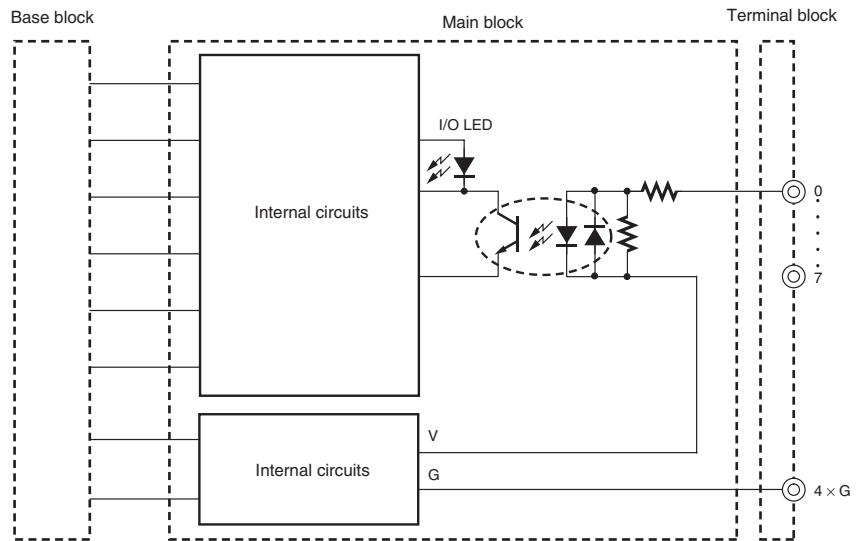 Base block
Main block
Terminal block
I/O LED
Internal circuits
0
7
Internal circuits
V
G
4 × G